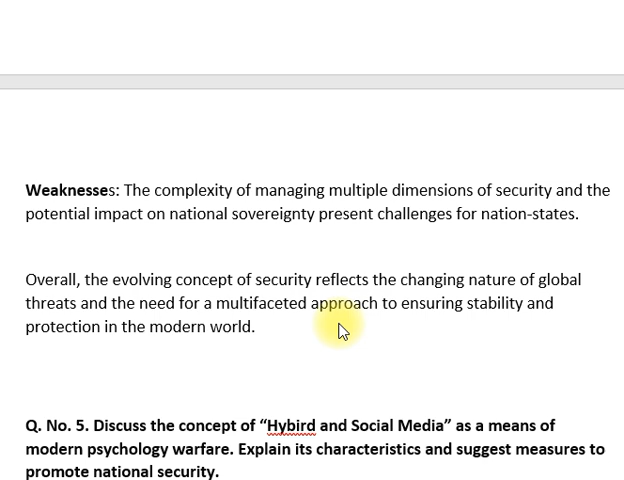 Weaknesses: The complexity of managing multiple dimensions of security and the
potential impact on national sovereignty present challenges for nation-states.
Overall, the evolving concept of security reflects the changing nature of global
threats and the need for a multifaceted approach to ensuring stability and
protection in the modern world.
Q. No. 5. Discuss the concept of “Hybird and Social Media” as a means of
modern psychology warfare. Explain its characteristics and suggest measures to
promote national security.